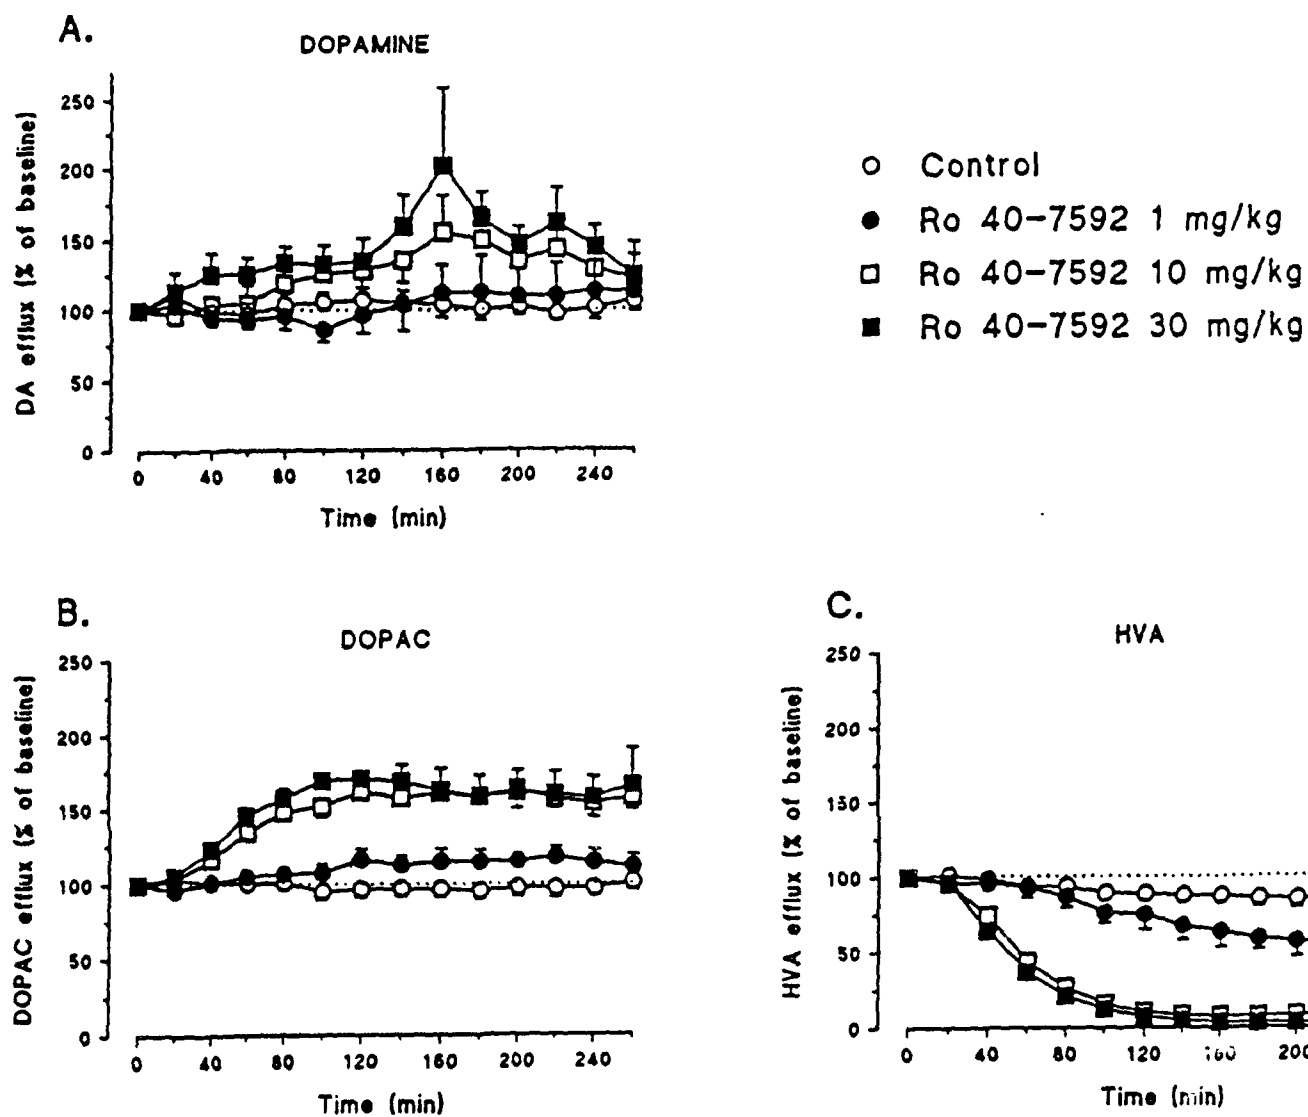 A.
DOPAMINE
DA efflux (% of baseline)
250
200
150
100
50
0
0 40 80 120 160 200 240
Time (min)
Control
Ro 40-7592 1 mg/kg
Ro 40-7592 10 mg/kg
Ro 40-7592 30 mg/kg
B.
DOPAC
DOPAC efflux (% of baseline)
250
200
150
100
50
0
0 40 80 120 160 200 240
Time (min)
C.
HVA
HVA efflux (% of baseline)
250
200
150
100
50
0
0 40 80 120 160 200
Time (min)